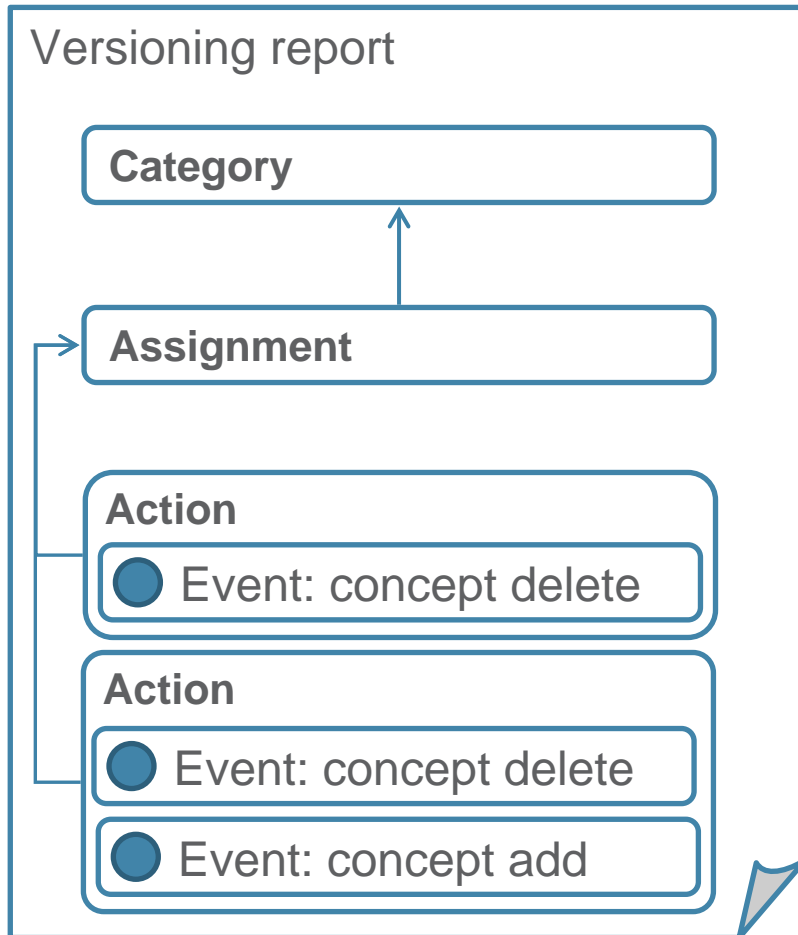 Versioning report
Category
Assignment
Action
Event: concept delete
Action
Event: concept delete
Event: concept add